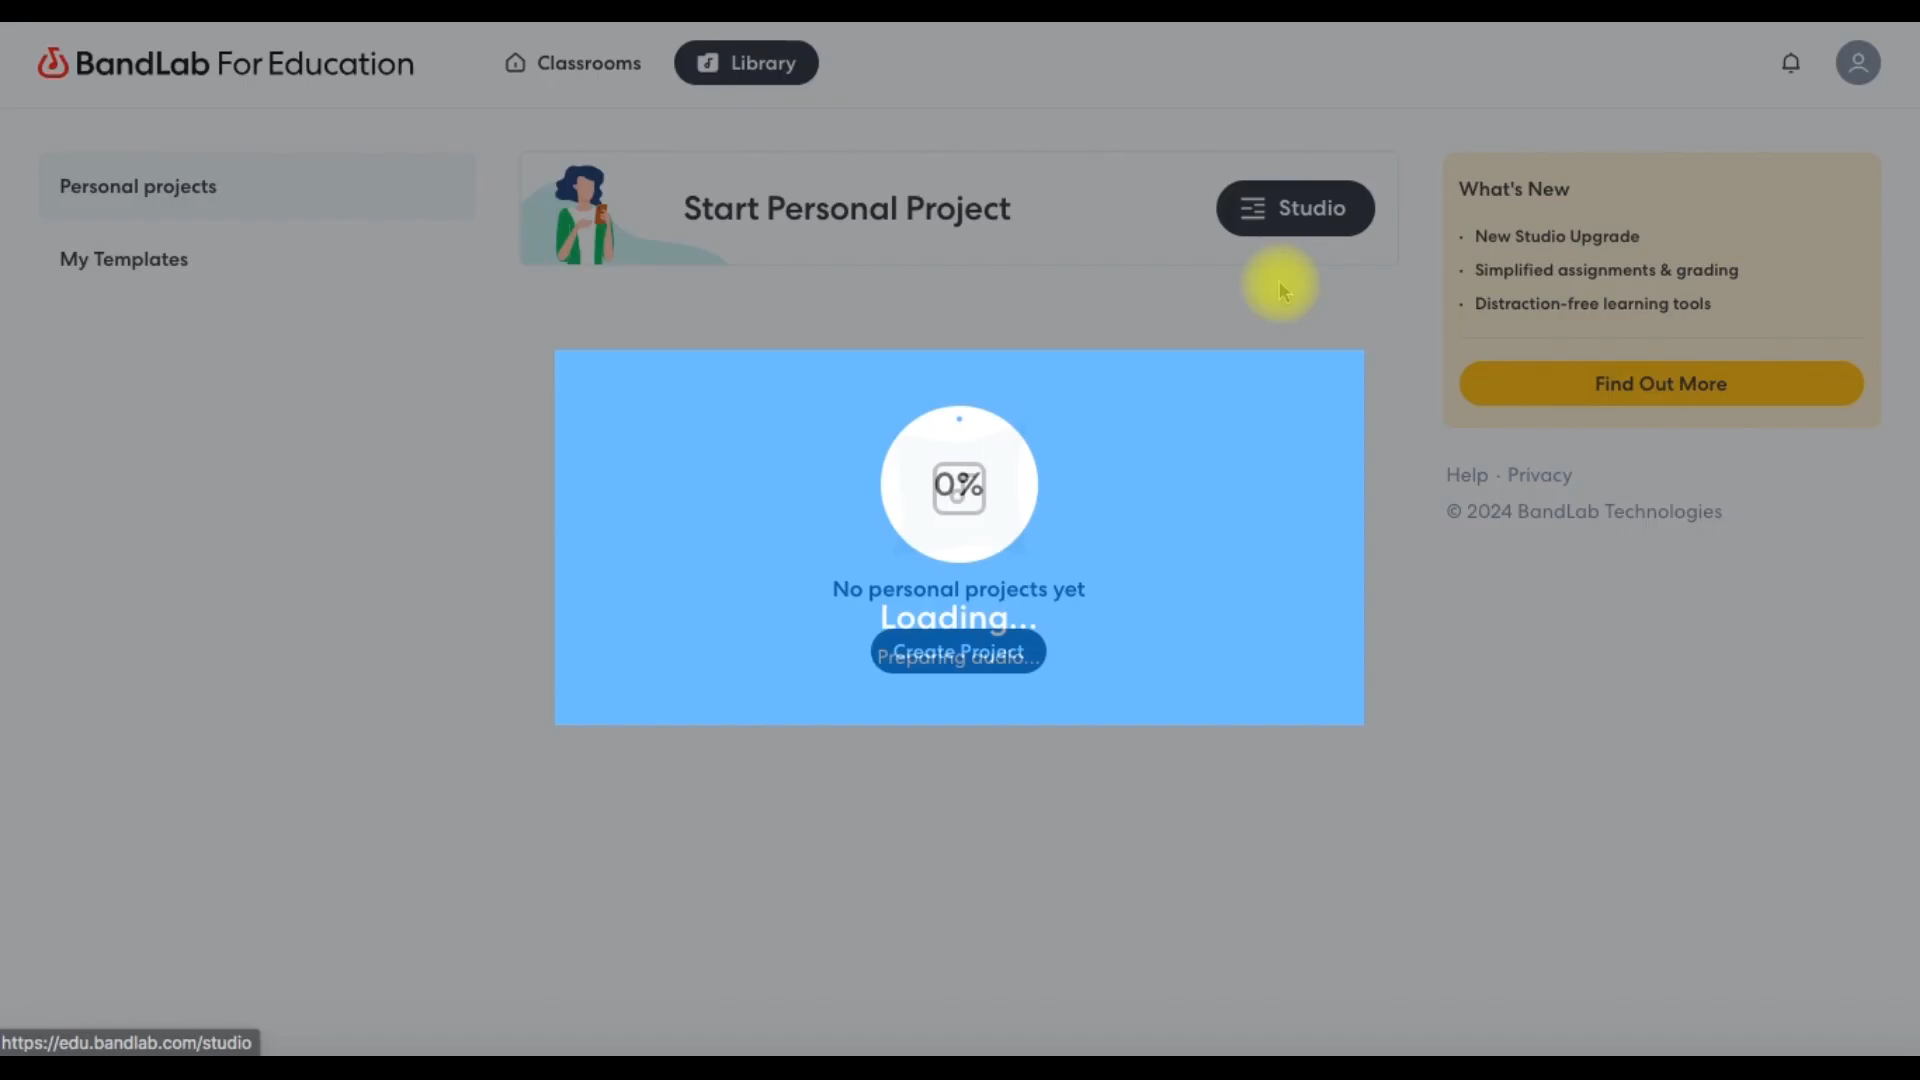 BandLab For Education
Classrooms
Library
Personal projects
My Templates
Start Personal Project
Studio
What's New
· New Studio Upgrade
· Simplified assignments & grading
· Distraction-free learning tools
Find Out More
Help · Privacy
© 2024 BandLab Technologies
0%
No personal projects yet
Loading...
Create Project
Preparing audio...
https://edu.bandlab.com/studio